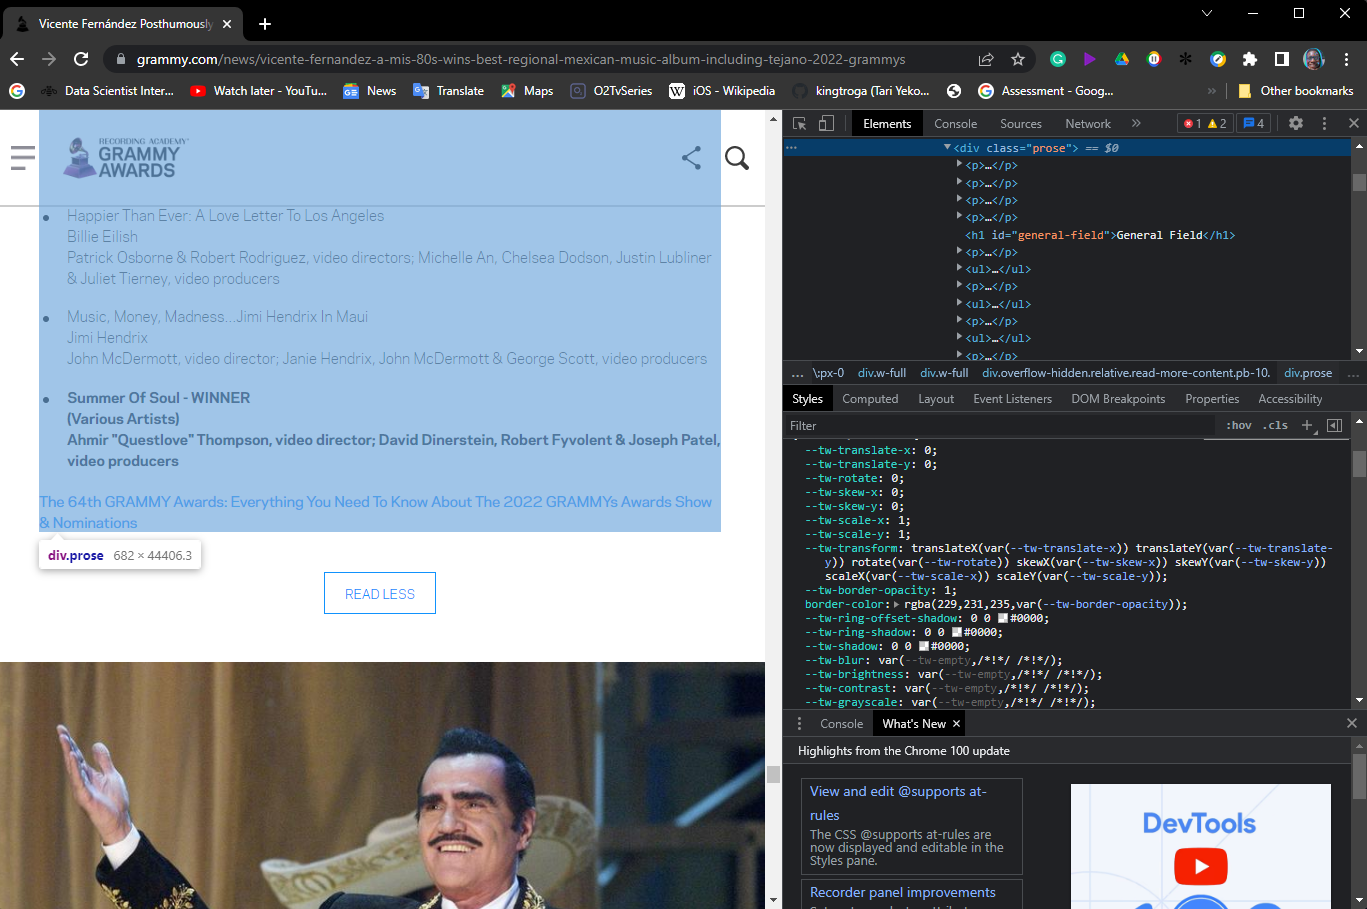 Vicente Fernández Posthumously
grammy.com/news/vicente-fernandez-a-mis-80s-wins-best-regional-mexican-music-album-including-tejano-2022-grammys
Data Scientist Inter...
Watch later - YouTu...
News
Translate
Maps
O2TvSeries
iOS - Wikipedia
kingtroga (Tari Yeko...
Assessment - Goog...
»
Other bookmarks
RECORDING ACADEMY
GRAMMY
AWARDS
Happier Than Ever: A Love Letter To Los Angeles
Billie Eilish
Patrick Osborne & Robert Rodriguez, video directors; Michelle An, Chelsea Dodson, Justin Lubliner
& Juliet Tierney, video producers
Music, Money, Madness...Jimi Hendrix In Maui
Jimi Hendrix
John McDermott, video director; Janie Hendrix, John McDermott & George Scott, video producers
Summer Of Soul - WINNER
(Various Artists)
Ahmir "Questlove" Thompson, video director; David Dinerstein, Robert Fyvolent & Joseph Patel,
video producers
The 64th GRAMMY Awards: Everything You Need To Know About The 2022 GRAMMYs Awards Show
& Nominations
div.prose 682 × 44406.3
READ LESS
Elements Console Sources Network » 1 2 4
<div class="prose"> == $0
<p>…</p>
<p>…</p>
<p>…</p>
<p>…</p>
<h1 id="general-field">General Field</h1>
<p>…</p>
<ul>…</ul>
<p>…</p>
<ul>…</ul>
<p>…</p>
<ul>…</ul>
<p>…</p>
... \:px-0 div.w-full div.w-full div.overflow-hidden.relative.read-more-content.pb-10. div.prose ...
Styles Computed Layout Event Listeners DOM Breakpoints Properties Accessibility
Filter :hov .cls +
--tw-translate-x: 0;
--tw-translate-y: 0;
--tw-rotate: 0;
--tw-skew-x: 0;
--tw-skew-y: 0;
--tw-scale-x: 1;
--tw-scale-y: 1;
--tw-transform: translateX(var(--tw-translate-x)) translateY(var(--tw-translate-
y)) rotate(var(--tw-rotate)) skewX(var(--tw-skew-x)) skewY(var(--tw-skew-y))
scaleX(var(--tw-scale-x)) scaleY(var(--tw-scale-y));
--tw-border-opacity: 1;
border-color: rgba(229,231,235,var(--tw-border-opacity));
--tw-ring-offset-shadow: 0 0 #0000;
--tw-ring-shadow: 0 0 #0000;
--tw-shadow: 0 0 #0000;
--tw-blur: var(--tw-empty,/*!*/ /*!*/);
--tw-brightness: var(--tw-empty,/*!*/ /*!*/);
--tw-contrast: var(--tw-empty,/*!*/ /*!*/);
--tw-grayscale: var(--tw-empty,/*!*/ /*!*/);
Console What's New
Highlights from the Chrome 100 update
View and edit @supports at-
rules
The CSS @supports at-rules are
now displayed and editable in the
Styles pane.
Recorder panel improvements
DevTools